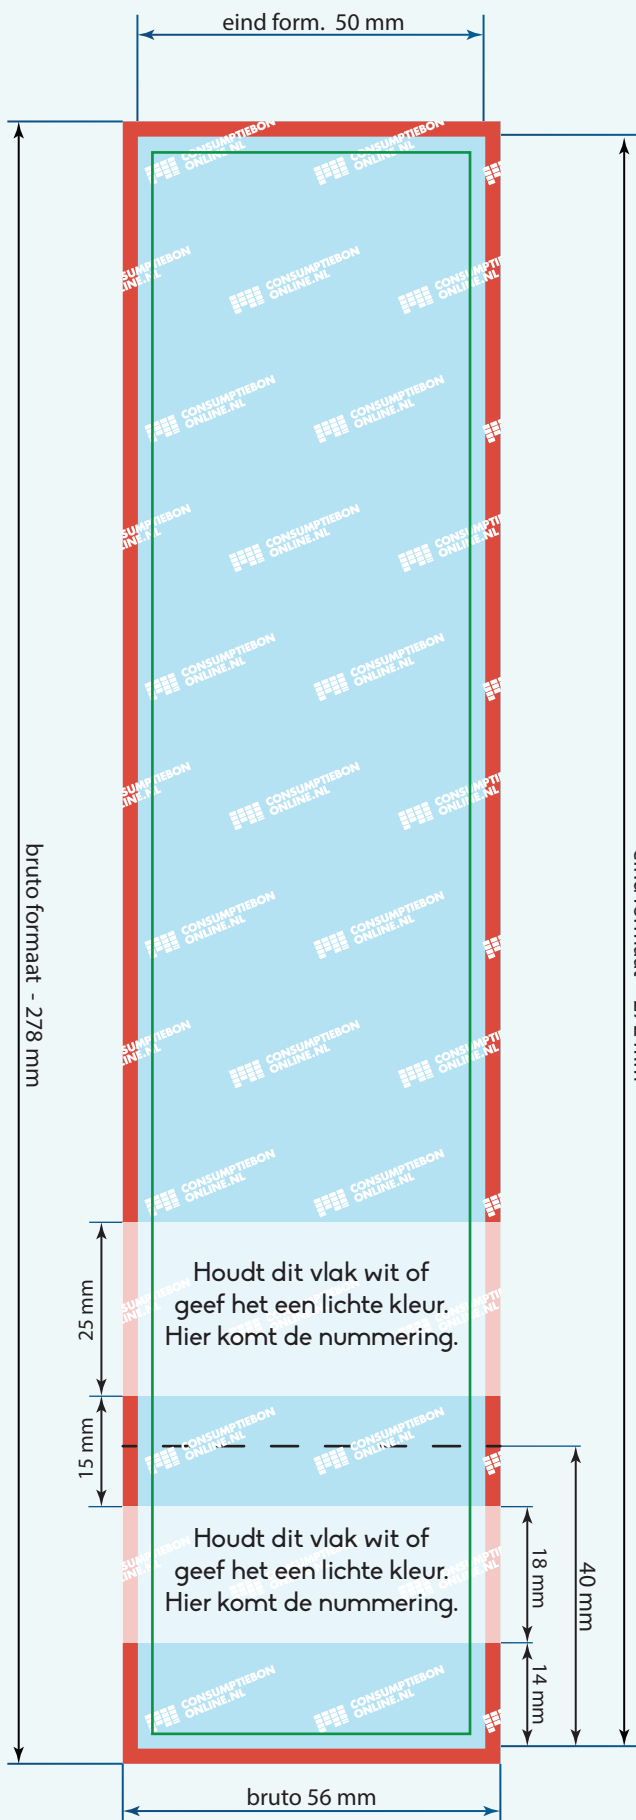 eind form. 50 mm
CONSUMPTIEBON
ONLINE.NL
bruto formaat - 278 mm
25 mm
Houdt dit vlak wit of
geef het een lichte kleur.
Hier komt de nummering.
15 mm
Houdt dit vlak wit of
geef het een lichte kleur.
Hier komt de nummering.
18 mm
40 mm
14 mm
bruto 56 mm